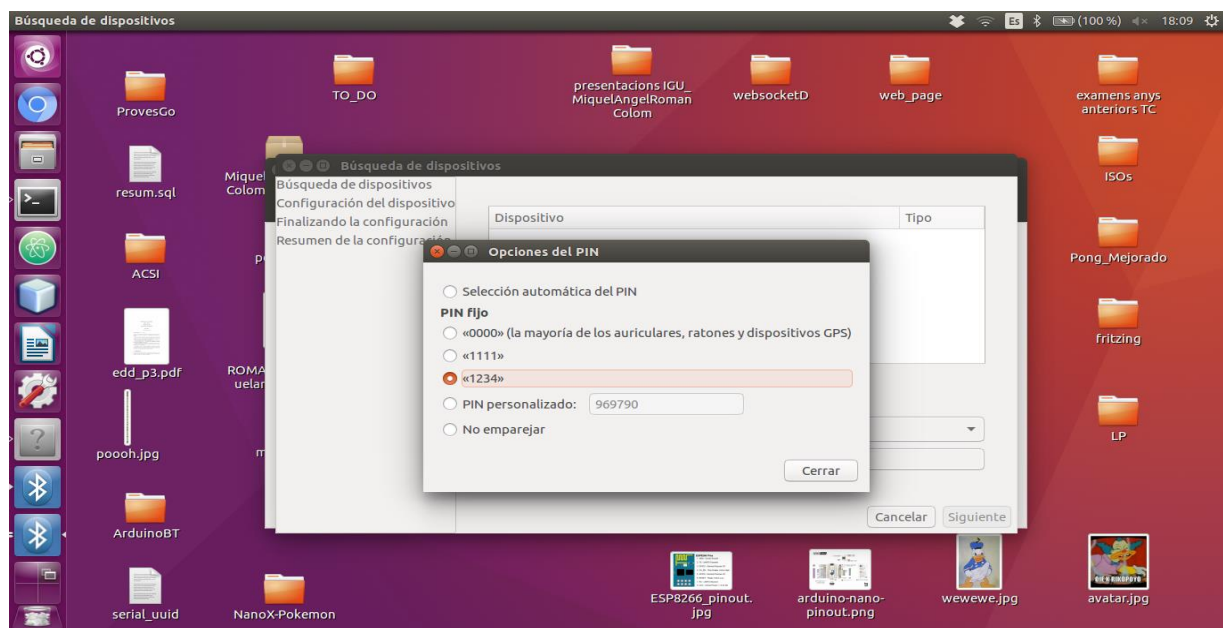 Búsqueda de dispositivos
Es
(100 %)
18:09
ProvesGo
TO_DO
presentacions IGU_
MiquelAngelRoman
Colom
websocketD
web_page
examens anys
anteriors TC
resum.sql
Miquel
Colom
ISOs
Búsqueda de dispositivos
Búsqueda de dispositivos
Configuración del dispositivo
Finalizando la configuración
Resumen de la configuración
Dispositivo
Tipo
Opciones del PIN
Selección automática del PIN
PIN fijo
«0000» (la mayoría de los auriculares, ratones y dispositivos GPS)
«1111»
«1234»
PIN personalizado:
969790
No emparejar
Cerrar
Cancelar
Siguiente
ACSI
Pong_Mejorado
edd_p3.pdf
ROMA
uelar
fritzing
poooh.jpg
LP
ArduinoBT
serial_uuid
NanoX-Pokemon
ESP8266_pinout.
jpg
arduino-nano-
pinout.png
wewewe.jpg
avatar.jpg